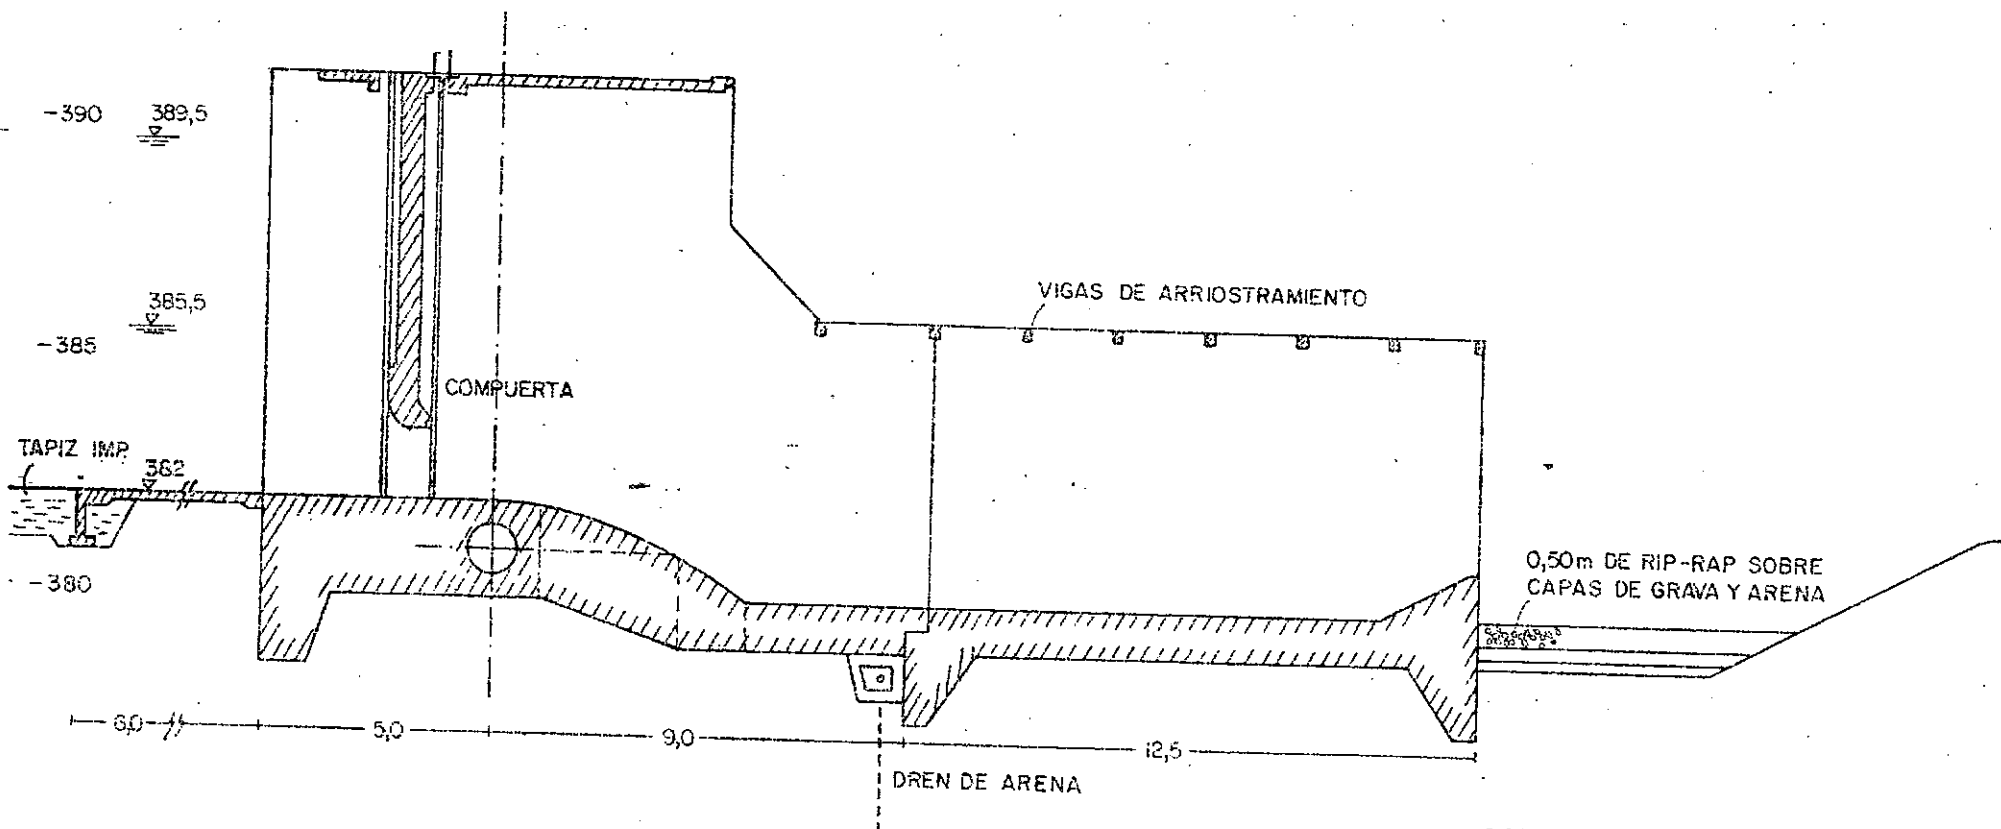 -390 389,5
385,5
-385
VIGAS DE ARRIOSTRAMIENTO
COMPUERTA
TAPIZ IMP.
382
-380
0,50m DE RIP-RAP SOBRE
CAPAS DE GRAVA Y ARENA
6,0 5,0 9,0 12,5
DREN DE ARENA